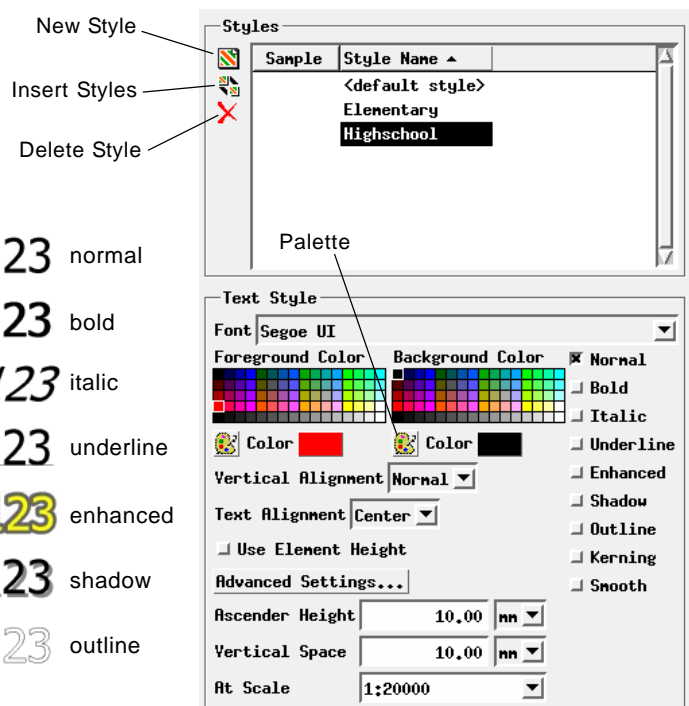 New Style
Insert Styles
Delete Style
Styles
Sample Style Name
<default style>
Elementary
Highschool
Palette
23 normal
23 bold
123 italic
23 underline
123 enhanced
123 shadow
23 outline
Text Style
Font Segoe UI
Foreground Color Background Color
Color Color
Vertical Alignment Normal
Text Alignment Center
Use Element Height
Advanced Settings...
Ascender Height 10.00 mm
Vertical Space 10.00 mm
At Scale 1:20000
Normal
Bold
Italic
Underline
Enhanced
Shadow
Outline
Kerning
Smooth